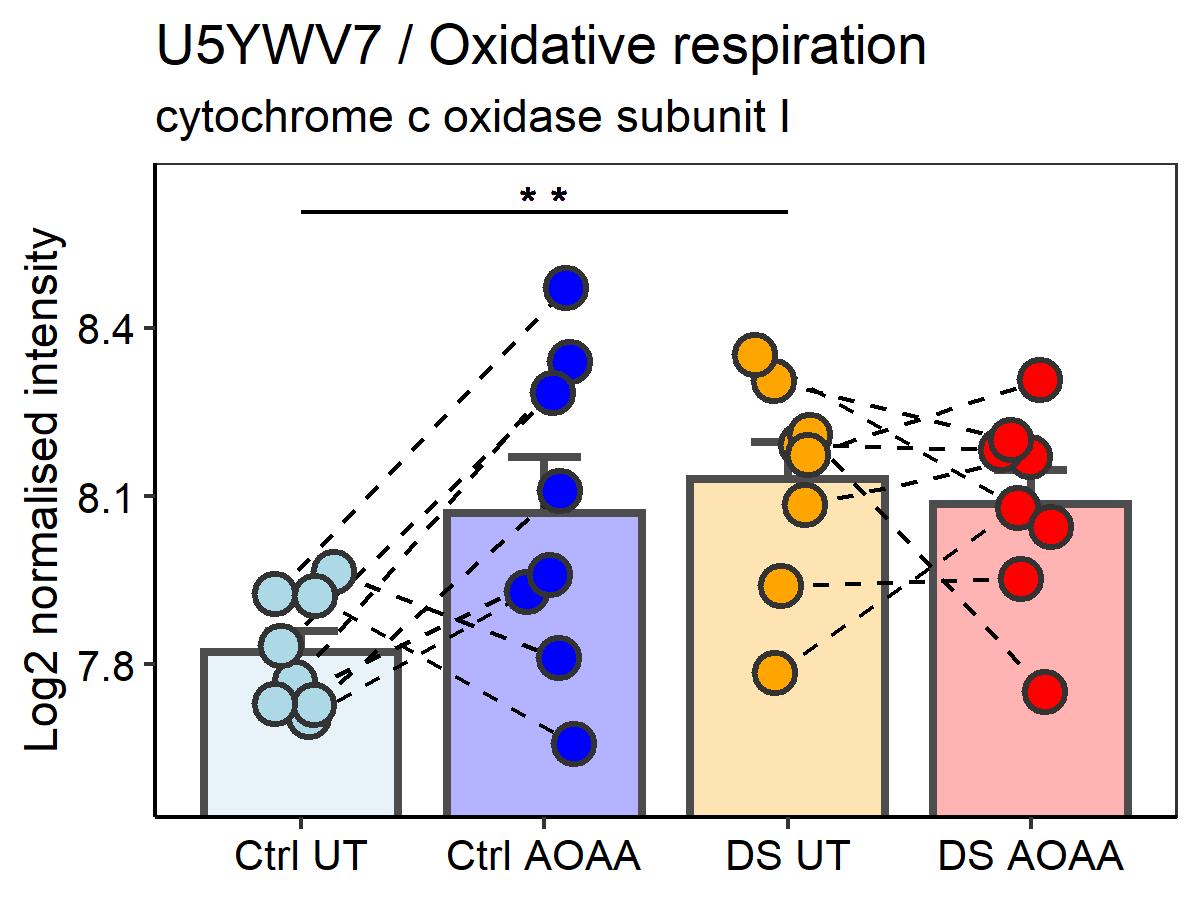 U5YWV7 / Oxidative respiration
cytochrome c oxidase subunit I
* *
Log2 normalised intensity
8.4
8.1
7.8
Ctrl UT
Ctrl AOAA
DS UT
DS AOAA